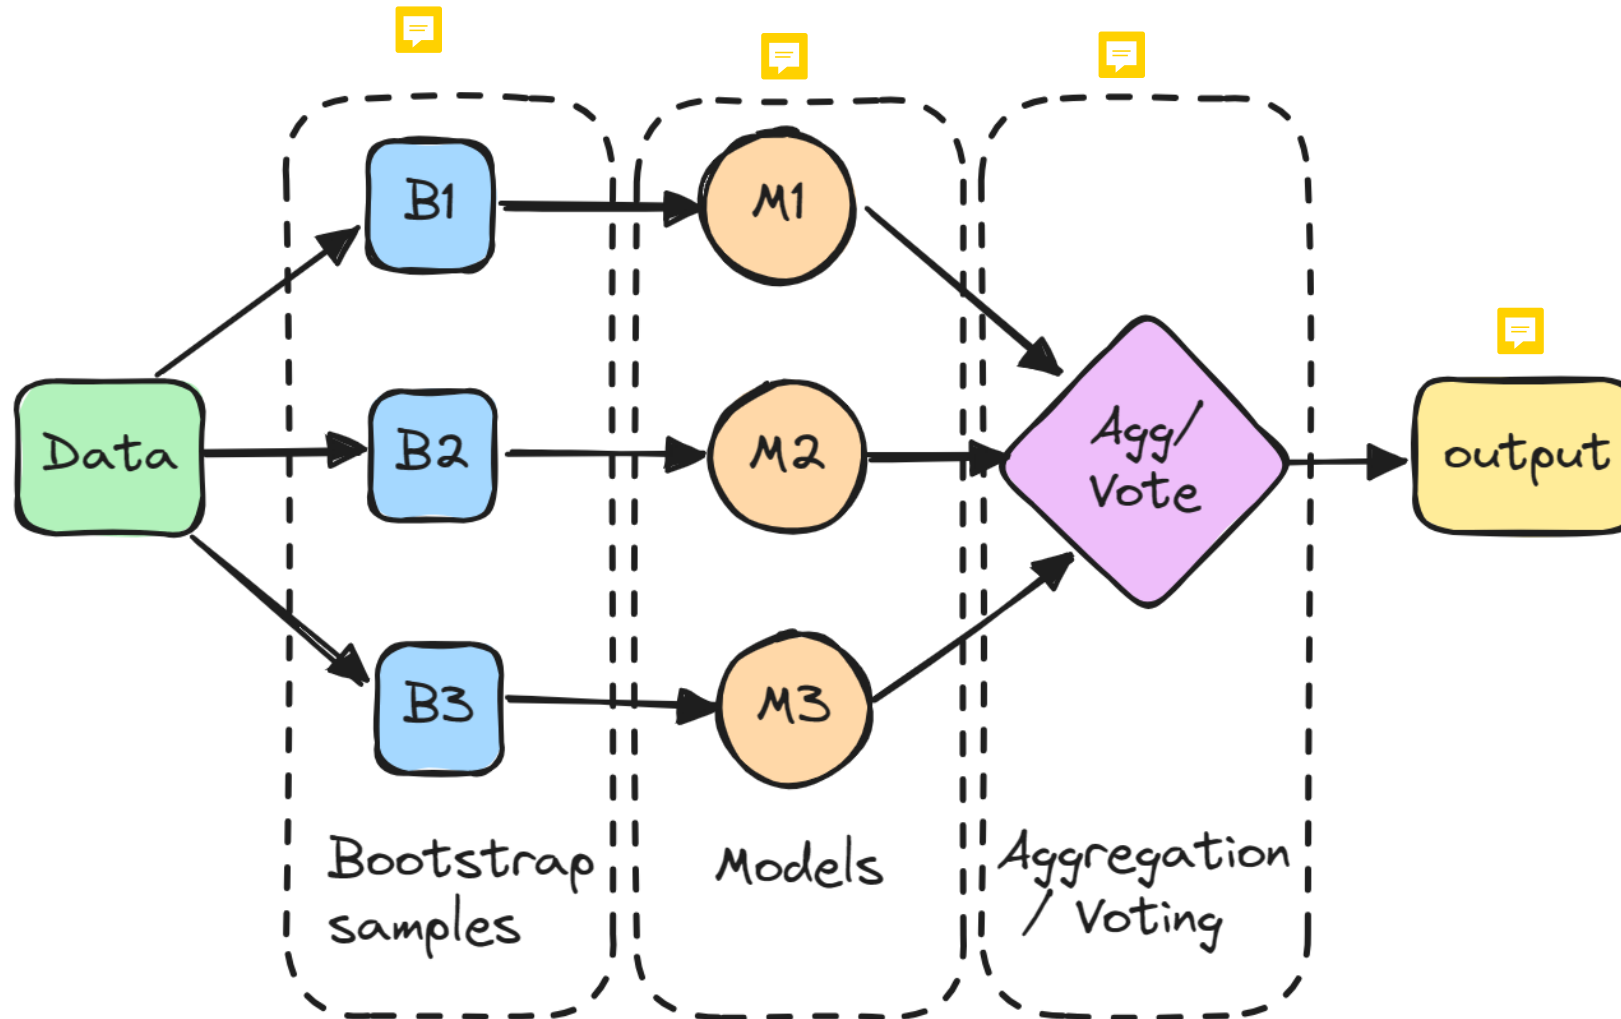 Data
B1
B2
B3
Bootstrap
samples
M1
M2
M3
Models
Agg/
Vote
Aggregation
/ Voting
output